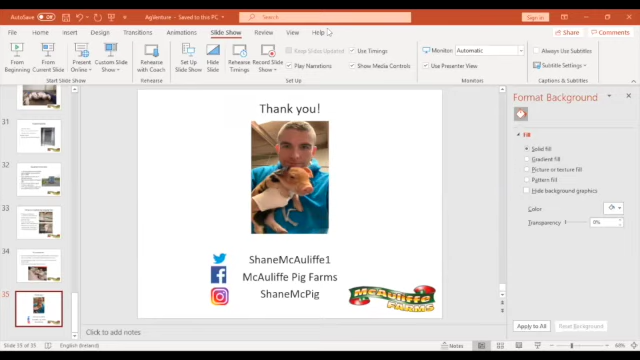 AutoSave Off AgVenture - Saved to this PC Search Sign in
File Home Insert Design Transitions Animations Slide Show Review View Help Share Comments
From Beginning
From Current Slide
Present Online
Custom Slide Show
Rehearse with Coach
Set Up Slide Show
Hide Slide
Rehearse Timings
Record Slide Show
Keep Slides Updated
Use Timings
Play Narrations
Show Media Controls
Monitor: Automatic
Use Presenter View
Always Use Subtitles
Subtitle Settings
Start Slide Show Rehearse Set Up Monitors Captions & Subtitles
31
32
33
34
35
Thank you!
ShaneMcAuliffe1
McAuliffe Pig Farms
ShaneMcPig
McAuliffe
FARMS
Format Background
Fill
Solid fill
Gradient fill
Picture or texture fill
Pattern fill
Hide background graphics
Color
Transparency 0%
Apply to All Reset Background
Click to add notes
Slide 35 of 35 English (Ireland) Notes 68%